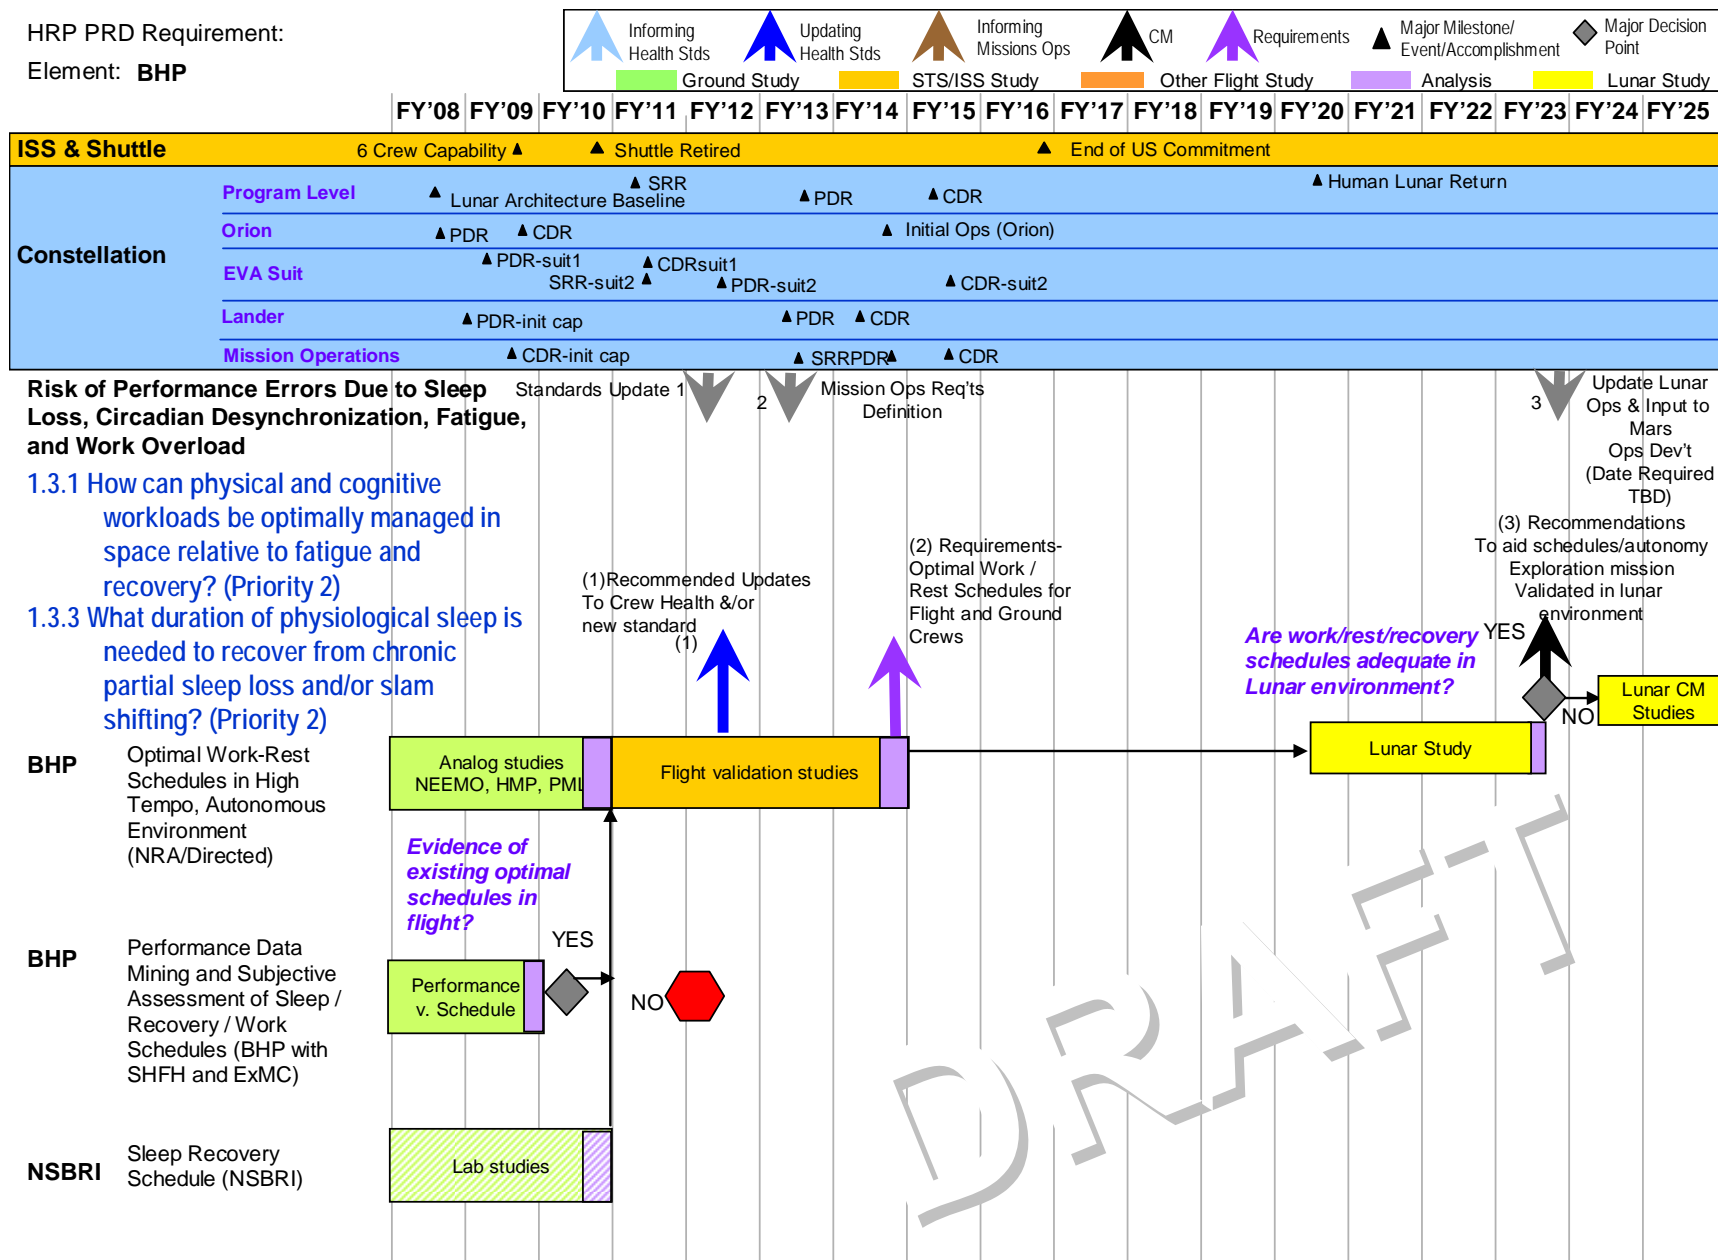 HRP PRD Requirement:
Element: BHP
Informing
Health Stds
Updating
Health Stds
Informing
Missions Ops
CM
Requirements
Major Milestone/
Event/Accomplishment
Major Decision
Point
Ground Study
STS/ISS Study
Other Flight Study
Analysis
Lunar Study
FY'08 FY'09 FY'10 FY'11 FY'12 FY'13 FY'14 FY'15 FY'16 FY'17 FY'18 FY'19 FY'20 FY'21 FY'22 FY'23 FY'24 FY'25
ISS & Shuttle
6 Crew Capability
Shuttle Retired
End of US Commitment
Constellation
Program Level
Lunar Architecture Baseline
SRR
PDR
CDR
Human Lunar Return
Orion
PDR
CDR
Initial Ops (Orion)
EVA Suit
PDR-suit1
CDRsuit1
SRR-suit2
PDR-suit2
CDR-suit2
Lander
PDR-init cap
PDR
CDR
Mission Operations
CDR-init cap
SRRPDR
CDR
Risk of Performance Errors Due to Sleep
Loss, Circadian Desynchronization, Fatigue,
and Work Overload
Standards Update 1
2
Mission Ops Req'ts
Definition
3
Update Lunar
Ops & Input to
Mars
Ops Dev't
(Date Required
TBD)
1.3.1 How can physical and cognitive
workloads be optimally managed in
space relative to fatigue and
recovery? (Priority 2)
1.3.3 What duration of physiological sleep is
needed to recover from chronic
partial sleep loss and/or slam
shifting? (Priority 2)
(1)Recommended Updates
To Crew Health &/or
new standard
(1)
(2) Requirements-
Optimal Work /
Rest Schedules for
Flight and Ground
Crews
(3) Recommendations
To aid schedules/autonomy
Exploration mission
Validated in lunar
environment
Are work/rest/recovery
schedules adequate in
Lunar environment?
YES
NO
Lunar CM
Studies
BHP
Optimal Work-Rest
Schedules in High
Tempo, Autonomous
Environment
(NRA/Directed)
Analog studies
NEEMO, HMP, PML
Flight validation studies
Lunar Study
Evidence of
existing optimal
schedules in
flight?
YES
NO
BHP
Performance Data
Mining and Subjective
Assessment of Sleep /
Recovery / Work
Schedules (BHP with
SHFH and ExMC)
Performance
v. Schedule
NSBRI
Sleep Recovery
Schedule (NSBRI)
Lab studies
DRAFT